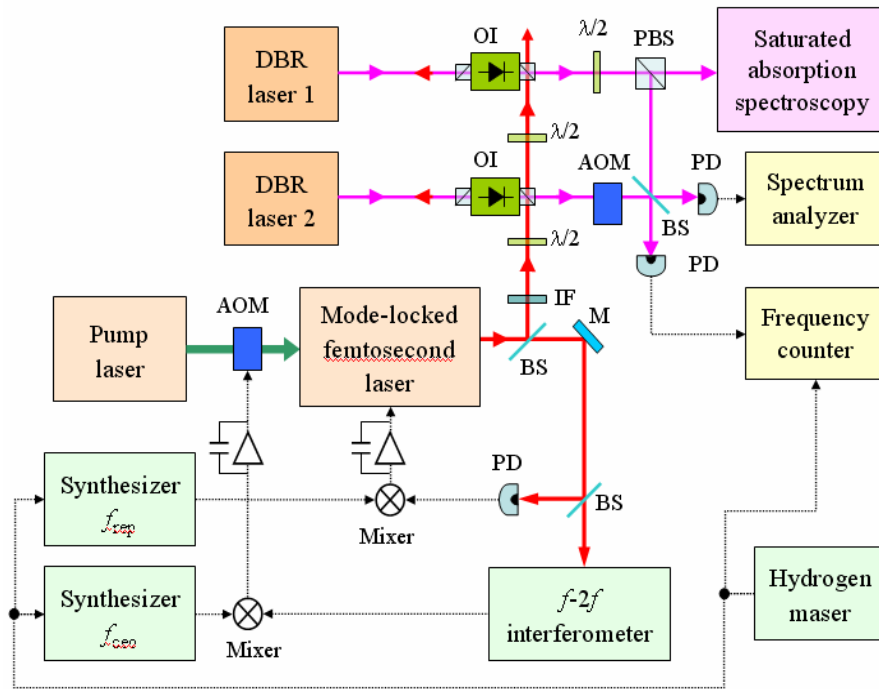 OI
λ/2
PBS
DBR
laser 1
Saturated
absorption
spectroscopy
λ/2
OI
AOM
PD
DBR
laser 2
Spectrum
analyzer
BS
λ/2
PD
IF
AOM
M
Pump
laser
Mode-locked
femtosecond
laser
Frequency
counter
BS
PD
Synthesizer
frep
BS
Mixer
Synthesizer
fceo
f-2f
interferometer
Hydrogen
maser
Mixer